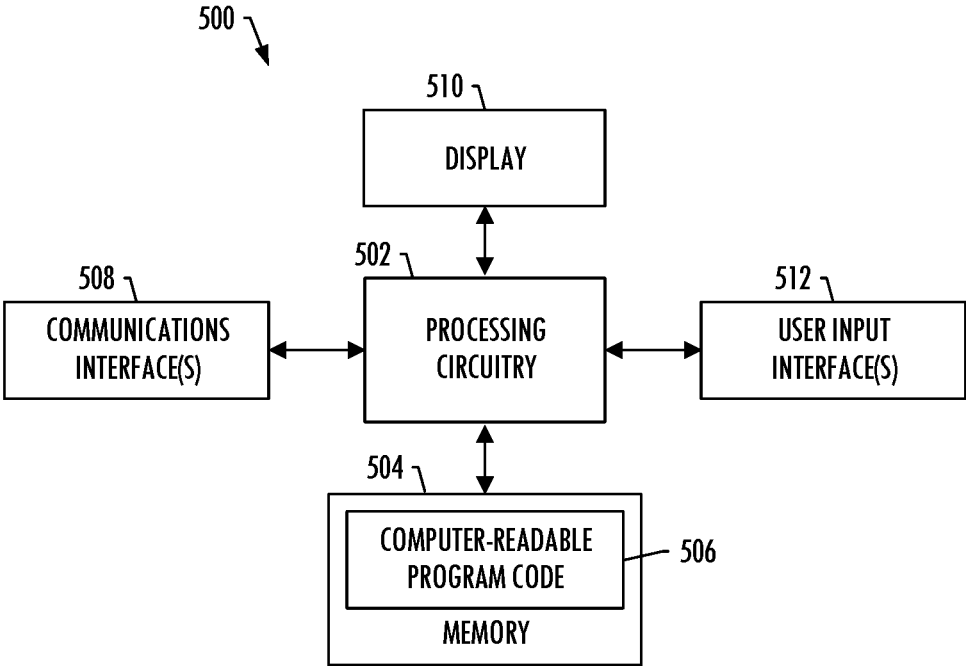 500
510
DISPLAY
502
508
512
COMMUNICATIONS
INTERFACE(S)
PROCESSING
CIRCUITRY
USER INPUT
INTERFACE(S)
504
COMPUTER-READABLE
PROGRAM CODE
506
MEMORY